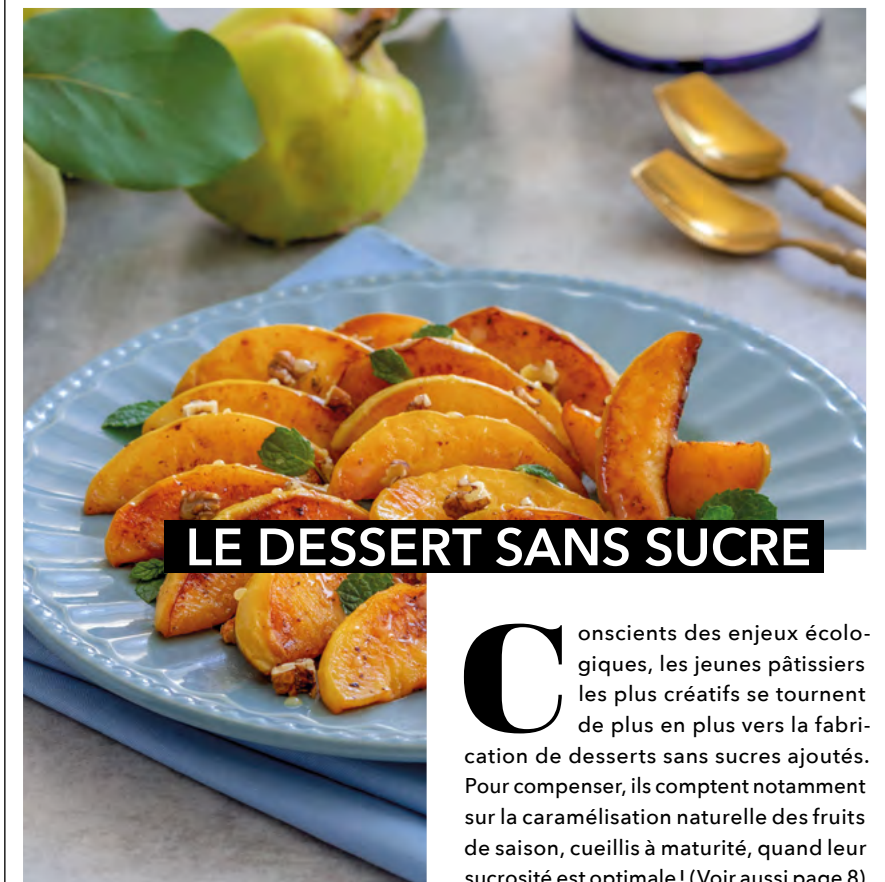 LE DESSERT SANS SUCRE
Conscients des enjeux écolo-
giques, les jeunes pâtissiers
les plus créatifs se tournent
de plus en plus vers la fabri-
cation de desserts sans sucres ajoutés.
Pour compenser, ils comptent notamment
sur la caramélisation naturelle des fruits
de saison, cueillis à maturité, quand leur
sucrosité est optimale ! (Voir aussi page 8)